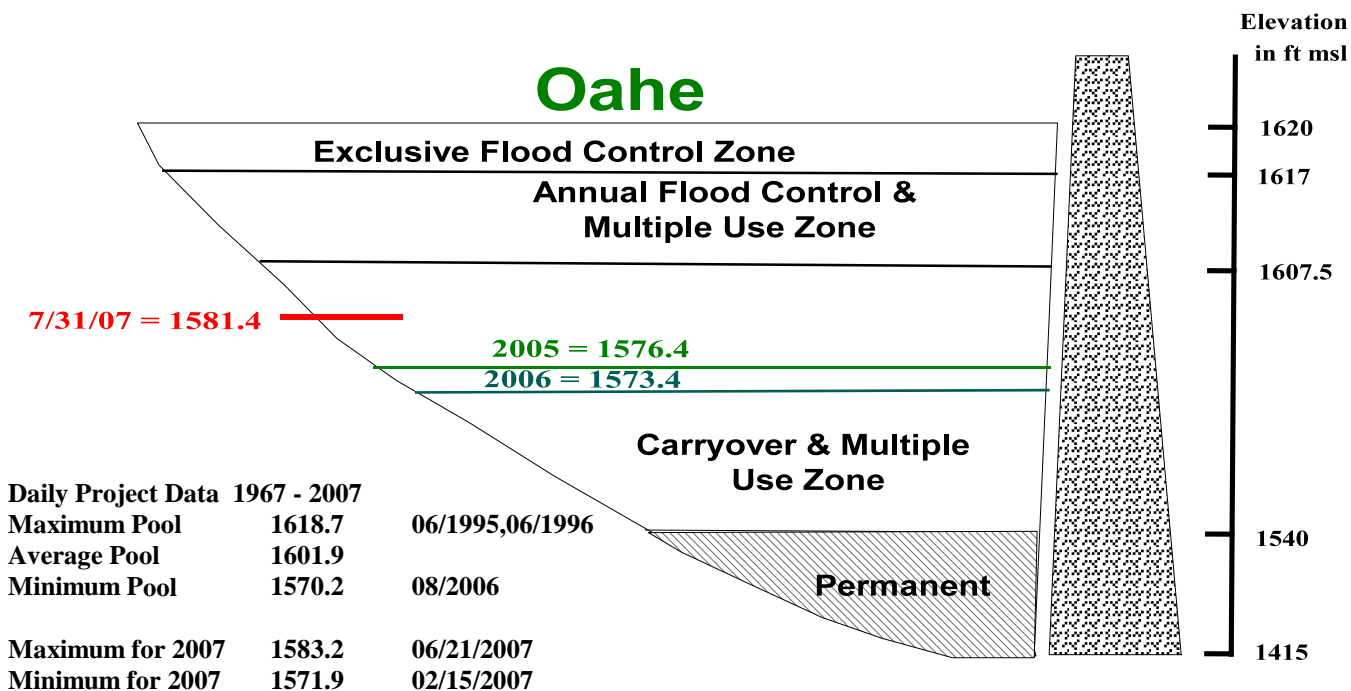 Elevation
in ft msl
Oahe
1620
Exclusive Flood Control Zone
1617
Annual Flood Control &
Multiple Use Zone
1607.5
7/31/07 = 1581.4
2005 = 1576.4
2006 = 1573.4
Carryover & Multiple
Use Zone
1540
Permanent
1415
Daily Project Data 1967 - 2007
Maximum Pool 1618.7 06/1995,06/1996
Average Pool 1601.9
Minimum Pool 1570.2 08/2006
Maximum for 2007 1583.2 06/21/2007
Minimum for 2007 1571.9 02/15/2007